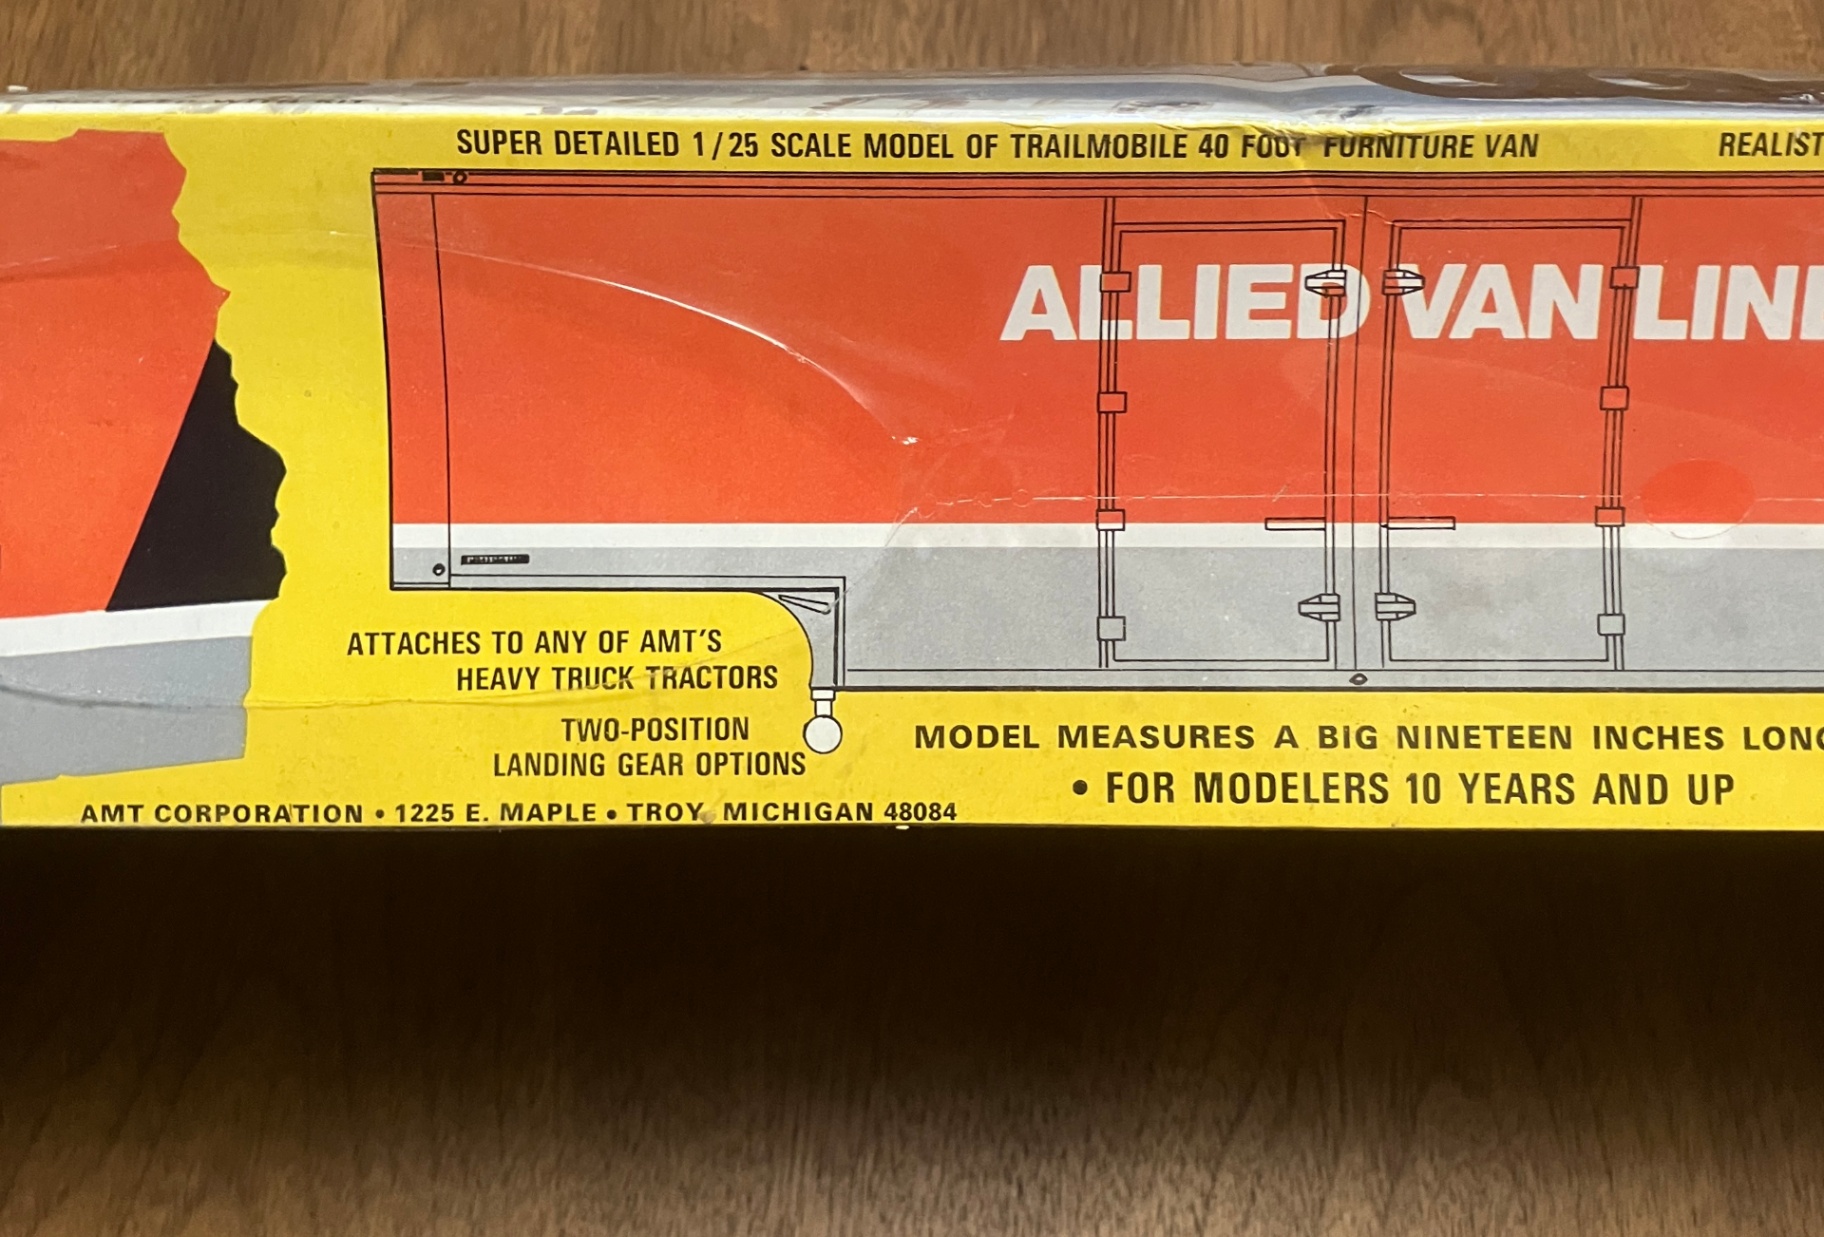 SUPER DETAILED 1/25 SCALE MODEL OF TRAILMOBILE 40 FOOT FURNITURE VAN
REALIST
ALLIED VAN LINE
ATTACHES TO ANY OF AMT'S
HEAVY TRUCK TRACTORS
TWO-POSITION
LANDING GEAR OPTIONS
MODEL MEASURES A BIG NINETEEN INCHES LONG
• FOR MODELERS 10 YEARS AND UP
AMT CORPORATION • 1225 E. MAPLE • TROY, MICHIGAN 48084